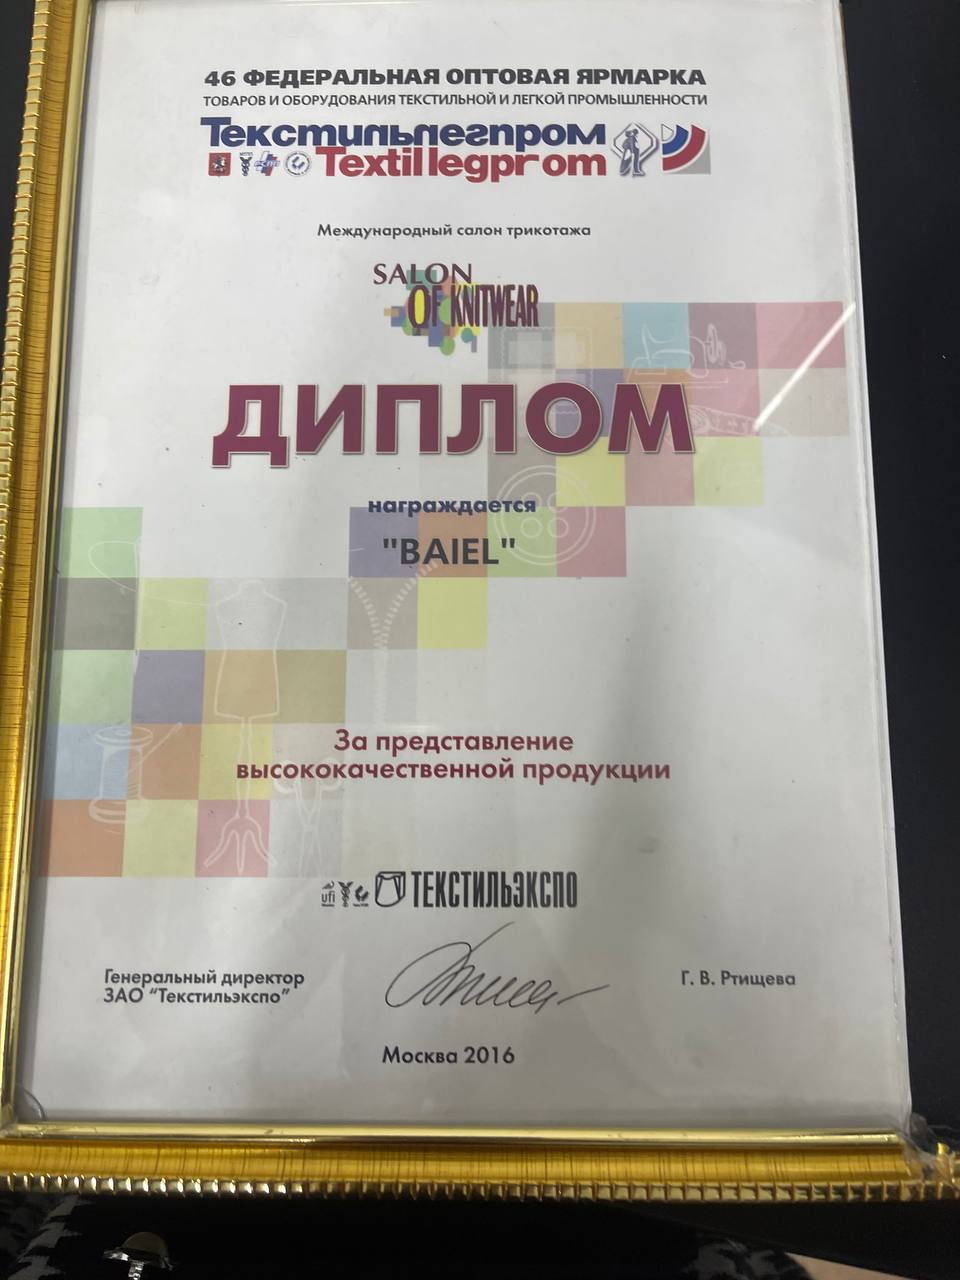 46 ФЕДЕРАЛЬНАЯ ОПТОВАЯ ЯРМАРКА
ТОВАРОВ И ОБОРУДОВАНИЯ ТЕКСТИЛЬНОЙ И ЛЕГКОЙ ПРОМЫШЛЕННОСТИ
Текстильлегпром
Textillegprom
Международный салон трикотажа
SALON
OF KNITWEAR
ДИПЛОМ
награждается
"BAIEL"
За представление
высококачественной продукции
ufi ТЕКСТИЛЬЭКСПО
Генеральный директор
ЗАО "Текстильэкспо"
Г. В. Ртищева
Москва 2016